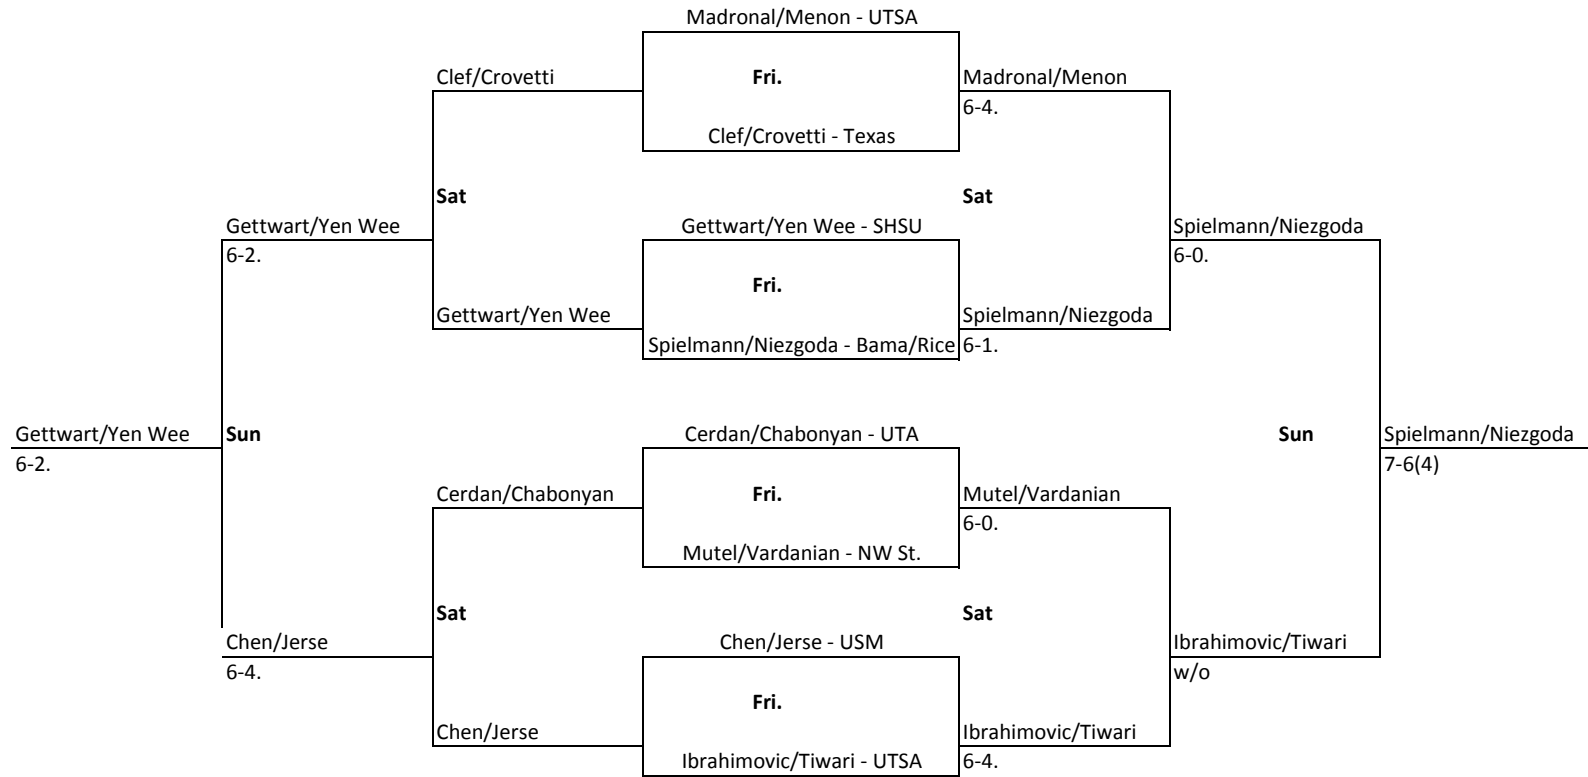 Madronal/Menon - UTSA
Clef/Crovetti
Fri.
Madronal/Menon
6-4.
Clef/Crovetti - Texas
Sat
Sat
Gettwart/Yen Wee
Gettwart/Yen Wee - SHSU
Spielmann/Niezgoda
6-2.
6-0.
Fri.
Gettwart/Yen Wee
Spielmann/Niezgoda
Spielmann/Niezgoda - Bama/Rice
6-1.
Gettwart/Yen Wee
Sun
Cerdan/Chabonyan - UTA
Sun
Spielmann/Niezgoda
6-2.
7-6(4)
Cerdan/Chabonyan
Fri.
Mutel/Vardanian
6-0.
Mutel/Vardanian - NW St.
Sat
Sat
Chen/Jerse
Chen/Jerse - USM
Ibrahimovic/Tiwari
6-4.
w/o
Fri.
Chen/Jerse
Ibrahimovic/Tiwari
Ibrahimovic/Tiwari - UTSA
6-4.